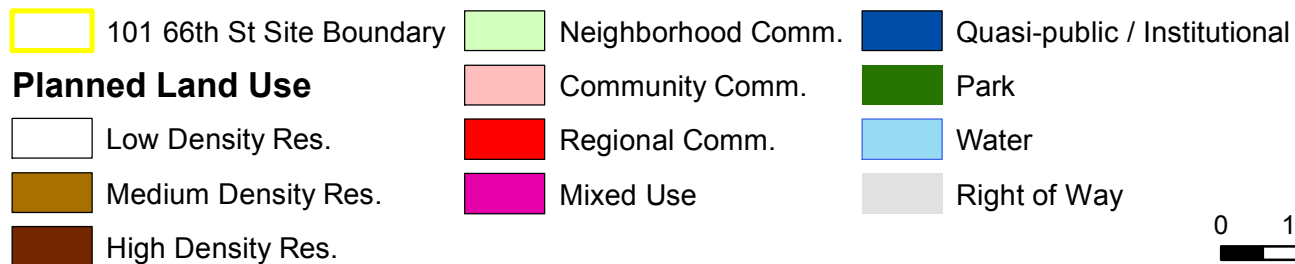 101 66th St Site Boundary
Planned Land Use
Low Density Res.
Medium Density Res.
High Density Res.
Neighborhood Comm.
Community Comm.
Regional Comm.
Mixed Use
Quasi-public / Institutional
Park
Water
Right of Way
0 1